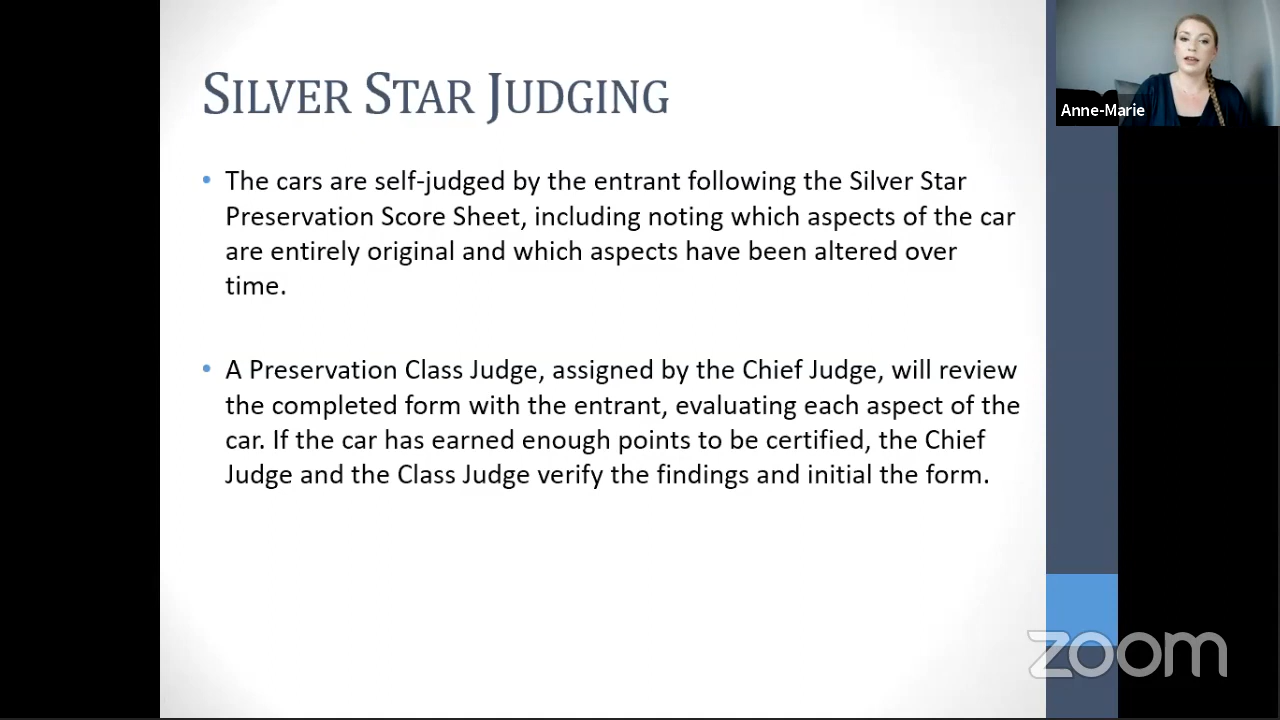 SILVER STAR JUDGING
Anne-Marie
• The cars are self-judged by the entrant following the Silver Star
Preservation Score Sheet, including noting which aspects of the car
are entirely original and which aspects have been altered over
time.
• A Preservation Class Judge, assigned by the Chief Judge, will review
the completed form with the entrant, evaluating each aspect of the
car. If the car has earned enough points to be certified, the Chief
Judge and the Class Judge verify the findings and initial the form.
zoom